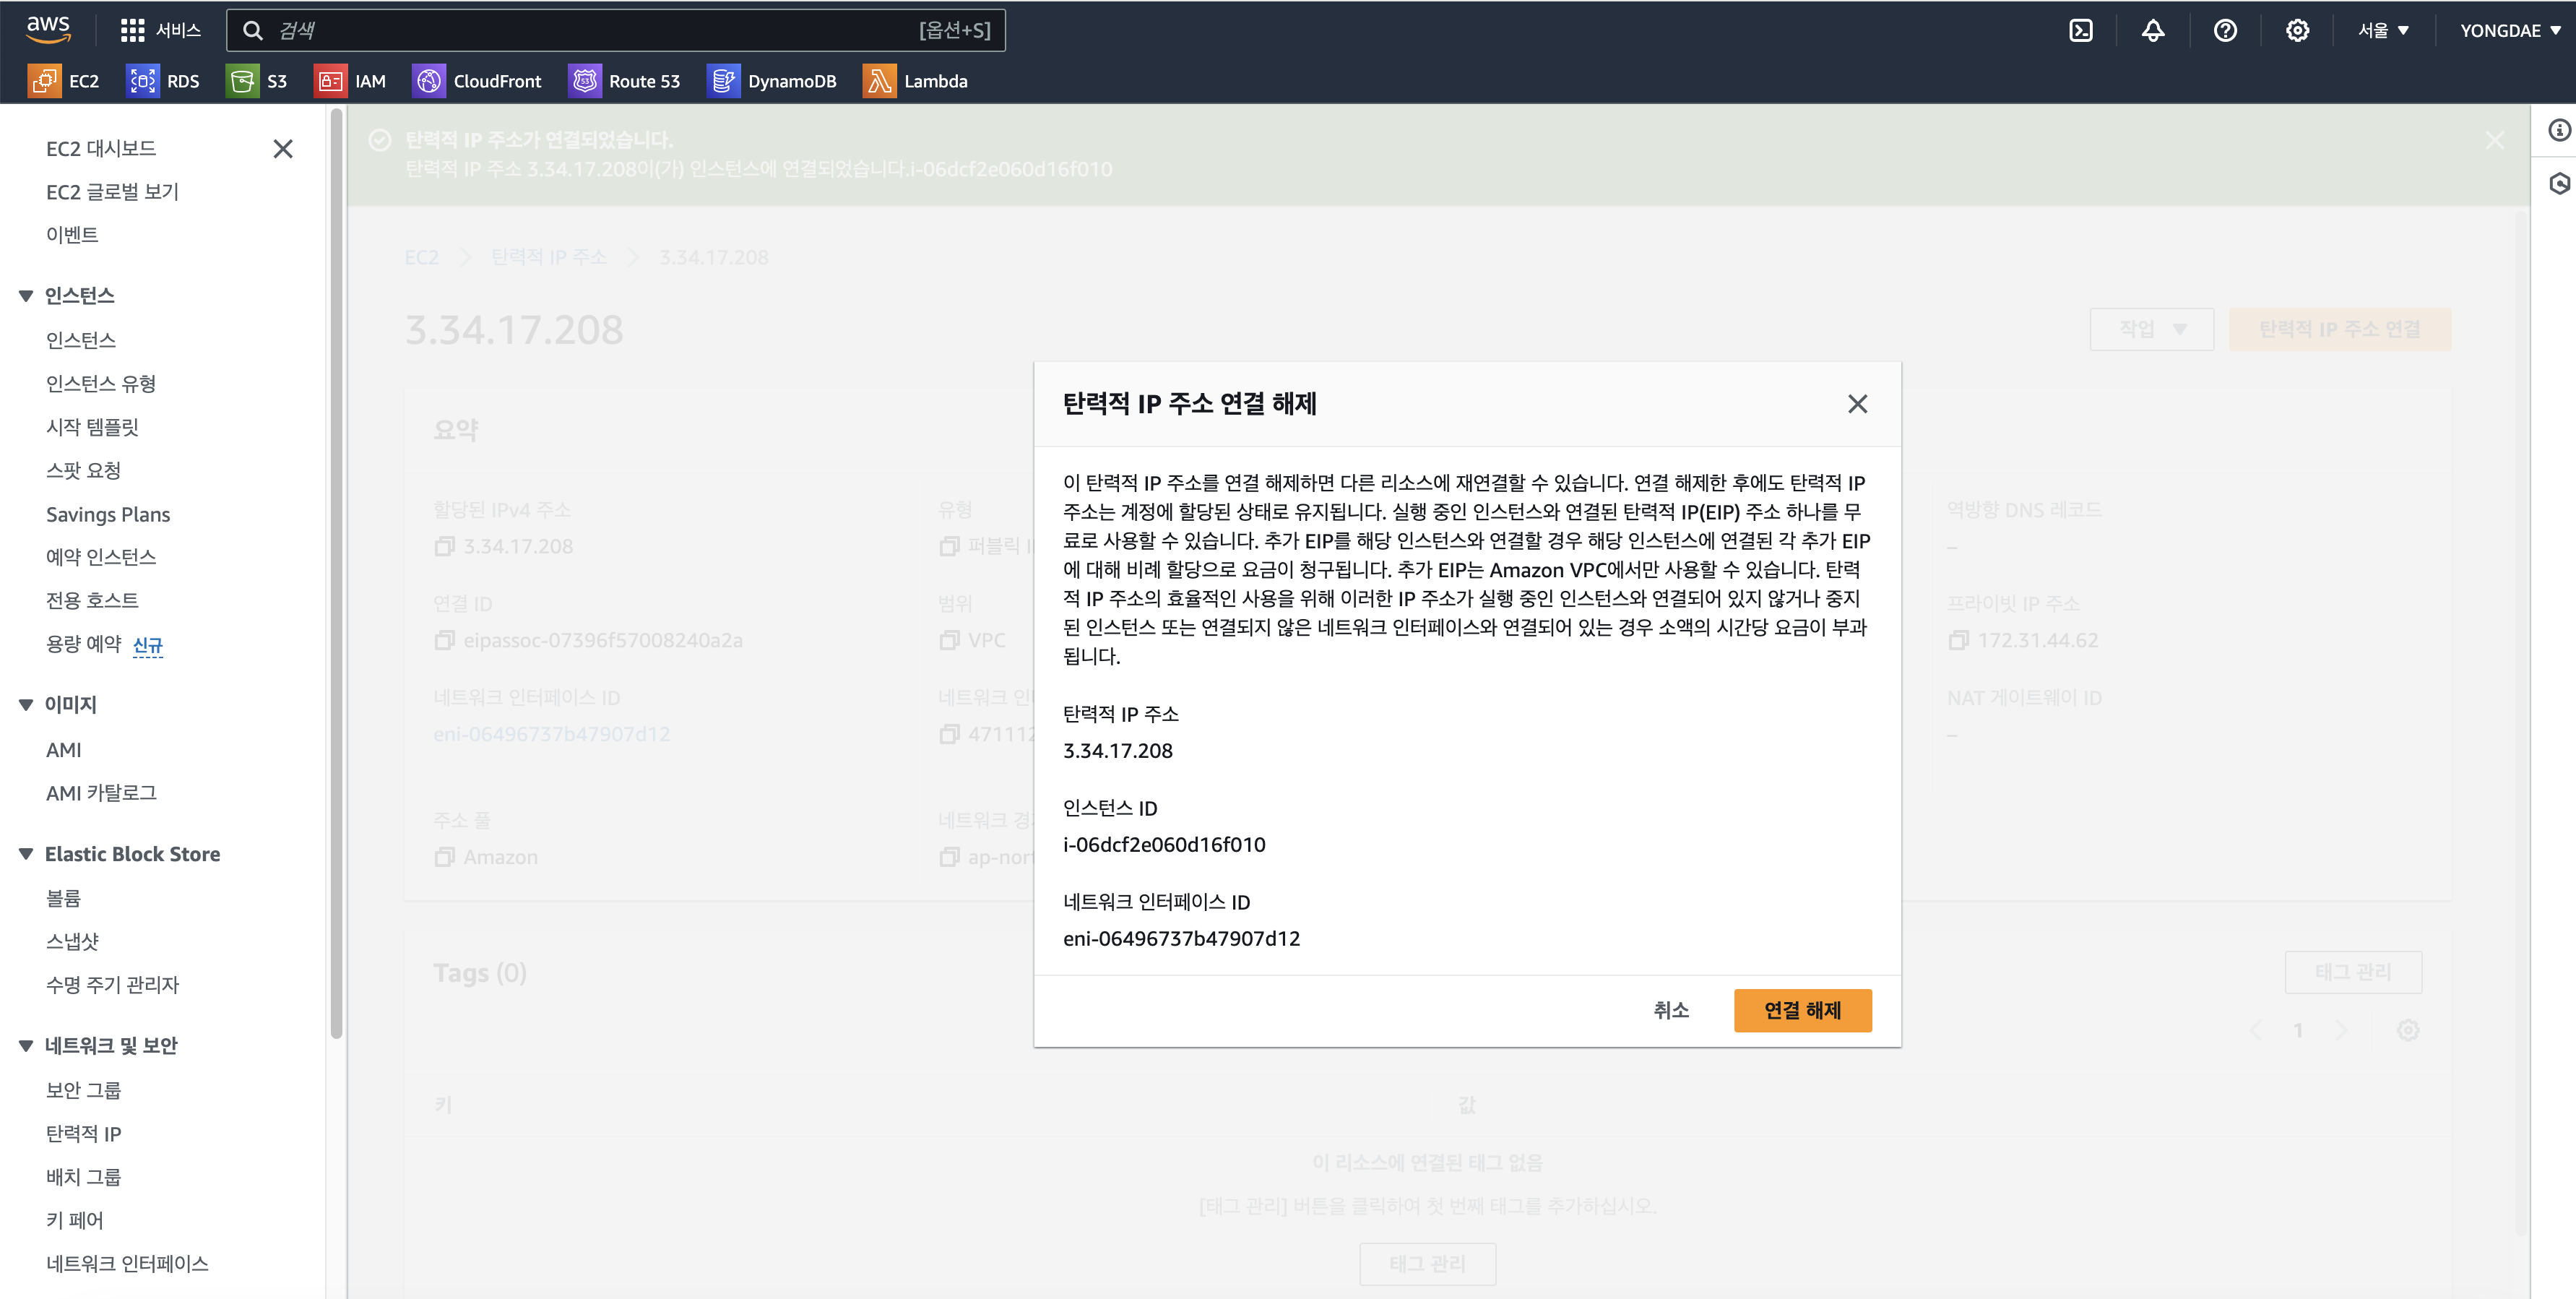 aws
서비스
검색
[옵션+S]
서울
YONGDAE
EC2
RDS
S3
IAM
CloudFront
Route 53
DynamoDB
Lambda
EC2 대시보드
EC2 글로벌 보기
이벤트
인스턴스
인스턴스
인스턴스 유형
시작 템플릿
스팟 요청
Savings Plans
예약 인스턴스
전용 호스트
용량 예약 신규
이미지
AMI
AMI 카탈로그
Elastic Block Store
볼륨
스냅샷
수명 주기 관리자
네트워크 및 보안
보안 그룹
탄력적 IP
배치 그룹
키 페어
네트워크 인터페이스
탄력적 IP 주소가 연결되었습니다.
탄력적 IP 주소 3.34.17.208이(가) 인스턴스에 연결되었습니다.i-06dcf2e060d16f010
EC2
탄력적 IP 주소
3.34.17.208
3.34.17.208
작업
탄력적 IP 주소 연결
요약
할당된 IPv4 주소
3.34.17.208
유형
퍼블릭
역방향 DNS 레코드
–
연결 ID
eipassoc-07396f57008240a2a
범위
VPC
프라이빗 IP 주소
172.31.44.62
네트워크 인터페이스 ID
eni-06496737b47907d12
네트워크
471112
NAT 게이트웨이 ID
–
주소 풀
Amazon
네트워크
ap-nor
탄력적 IP 주소 연결 해제
이 탄력적 IP 주소를 연결 해제하면 다른 리소스에 재연결할 수 있습니다. 연결 해제한 후에도 탄력적 IP
주소는 계정에 할당된 상태로 유지됩니다. 실행 중인 인스턴스와 연결된 탄력적 IP(EIP) 주소 하나를 무
료로 사용할 수 있습니다. 추가 EIP를 해당 인스턴스와 연결할 경우 해당 인스턴스에 연결된 각 추가 EIP
에 대해 비례 할당으로 요금이 청구됩니다. 추가 EIP는 Amazon VPC에서만 사용할 수 있습니다. 탄력
적 IP 주소의 효율적인 사용을 위해 이러한 IP 주소가 실행 중인 인스턴스와 연결되어 있지 않거나 중지
된 인스턴스 또는 연결되지 않은 네트워크 인터페이스와 연결되어 있는 경우 소액의 시간당 요금이 부과
됩니다.
탄력적 IP 주소
3.34.17.208
인스턴스 ID
i-06dcf2e060d16f010
네트워크 인터페이스 ID
eni-06496737b47907d12
취소
연결 해제
Tags (0)
태그 관리
1
키
값
이 리소스에 연결된 태그 없음
[태그 관리] 버튼을 클릭하여 첫 번째 태그를 추가하십시오.
태그 관리